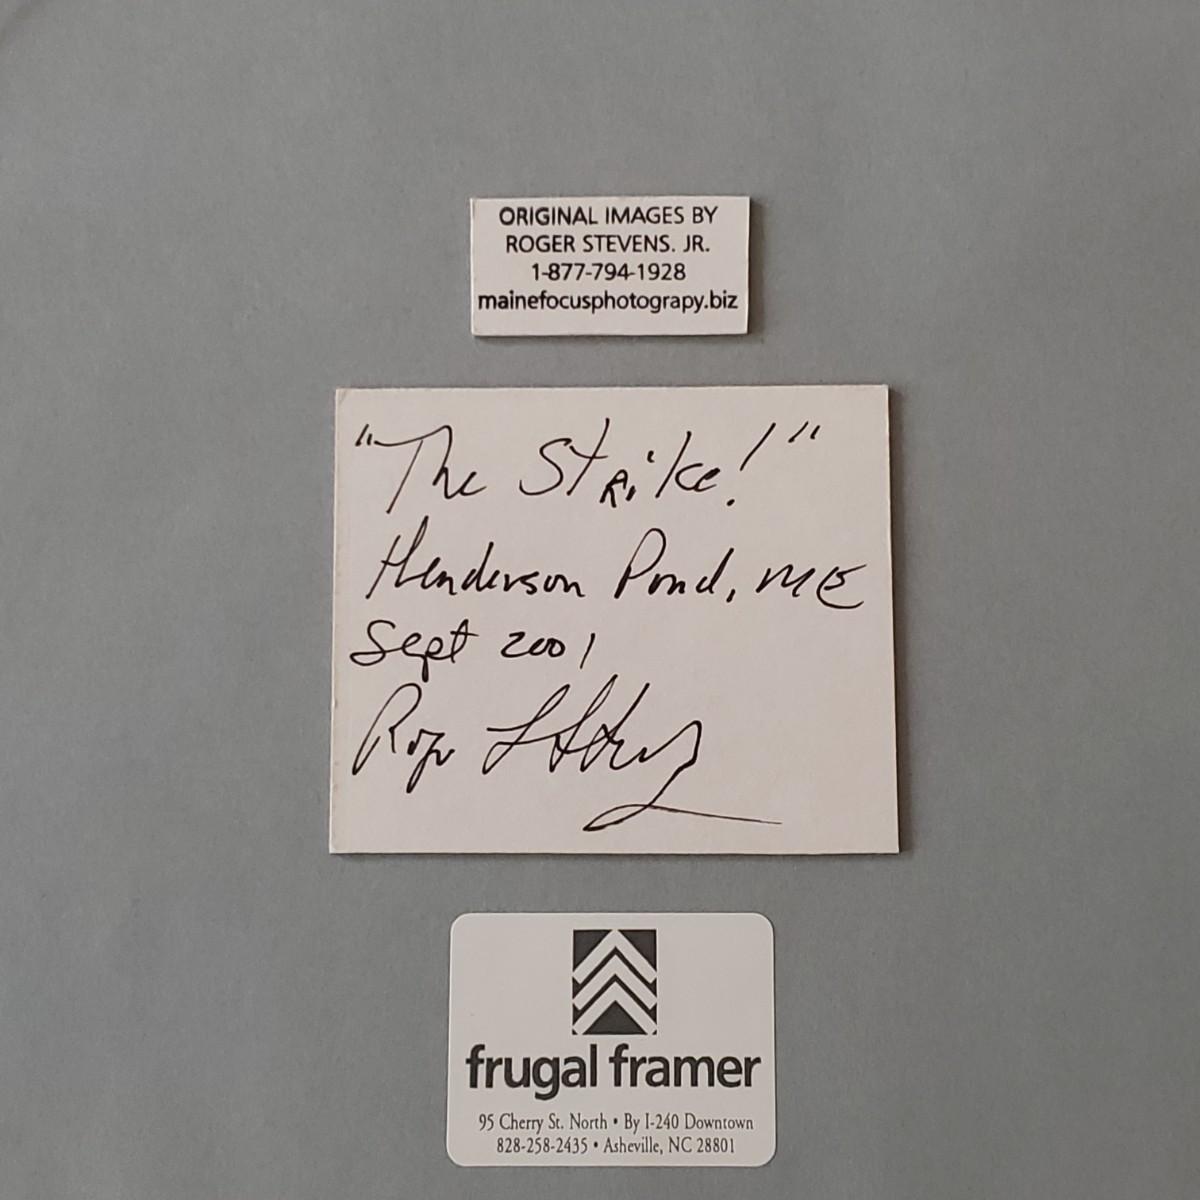 ORIGINAL IMAGES BY
ROGER STEVENS. JR.
1-877-794-1928
mainefocusphotograpy.biz
"The Strike!"
Henderson Pond, ME
Sept 2001
Roger
frugal framer
95 Cherry St. North • By I-240 Downtown
828-258-2435 • Asheville, NC 28801